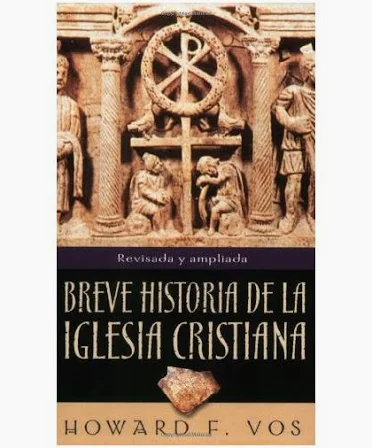 Revisada y ampliada
BREVE HISTORIA DE LA
IGLESIA CRISTIANA
HOWARD F. VOS